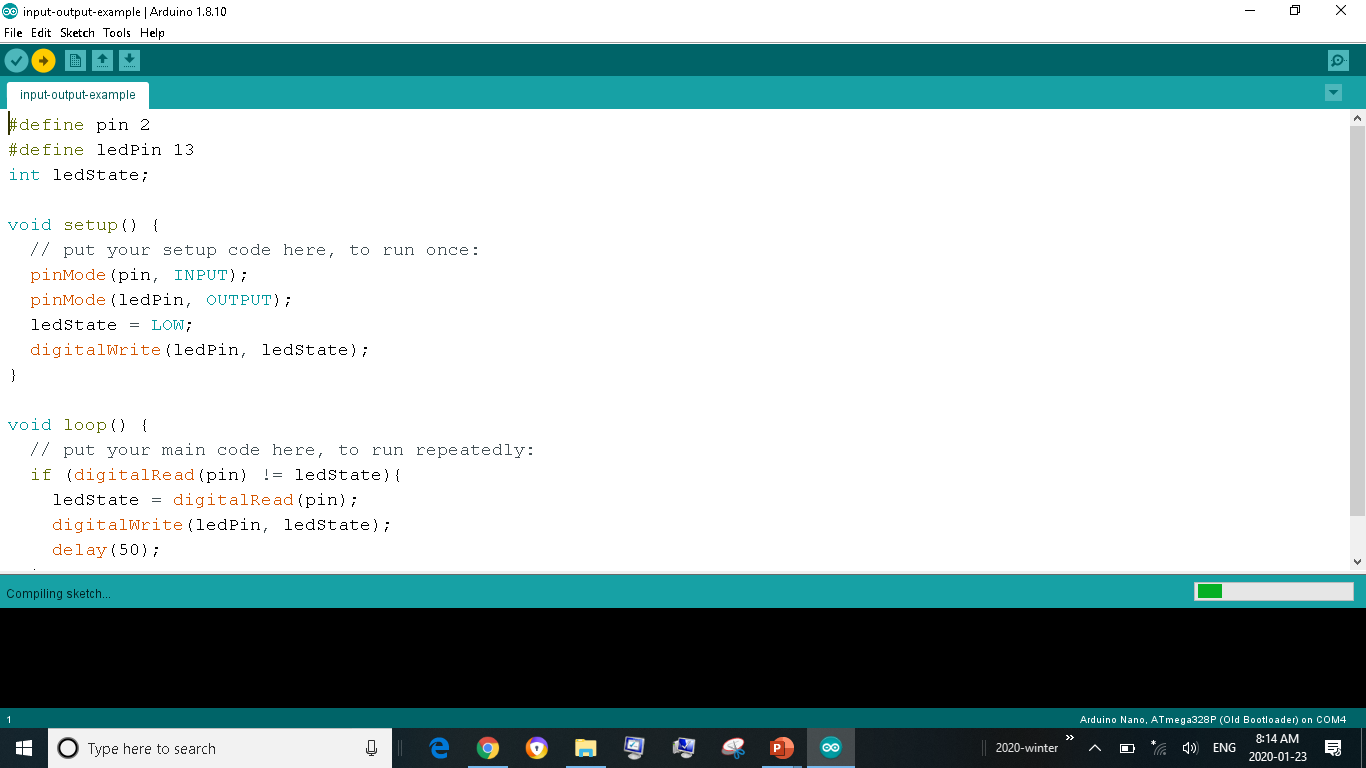 input-output-example | Arduino 1.8.10
File Edit Sketch Tools Help
input-output-example
#define pin 2
#define ledPin 13
int ledState;
void setup() {
  // put your setup code here, to run once:
  pinMode(pin, INPUT);
  pinMode(ledPin, OUTPUT);
  ledState = LOW;
  digitalWrite(ledPin, ledState);
}
void loop() {
  // put your main code here, to run repeatedly:
  if (digitalRead(pin) != ledState){
    ledState = digitalRead(pin);
    digitalWrite(ledPin, ledState);
    delay(50);
Compiling sketch...
1 Arduino Nano, ATmega328P (Old Bootloader) on COM4
Type here to search
2020-winter
ENG
8:14 AM
2020-01-23